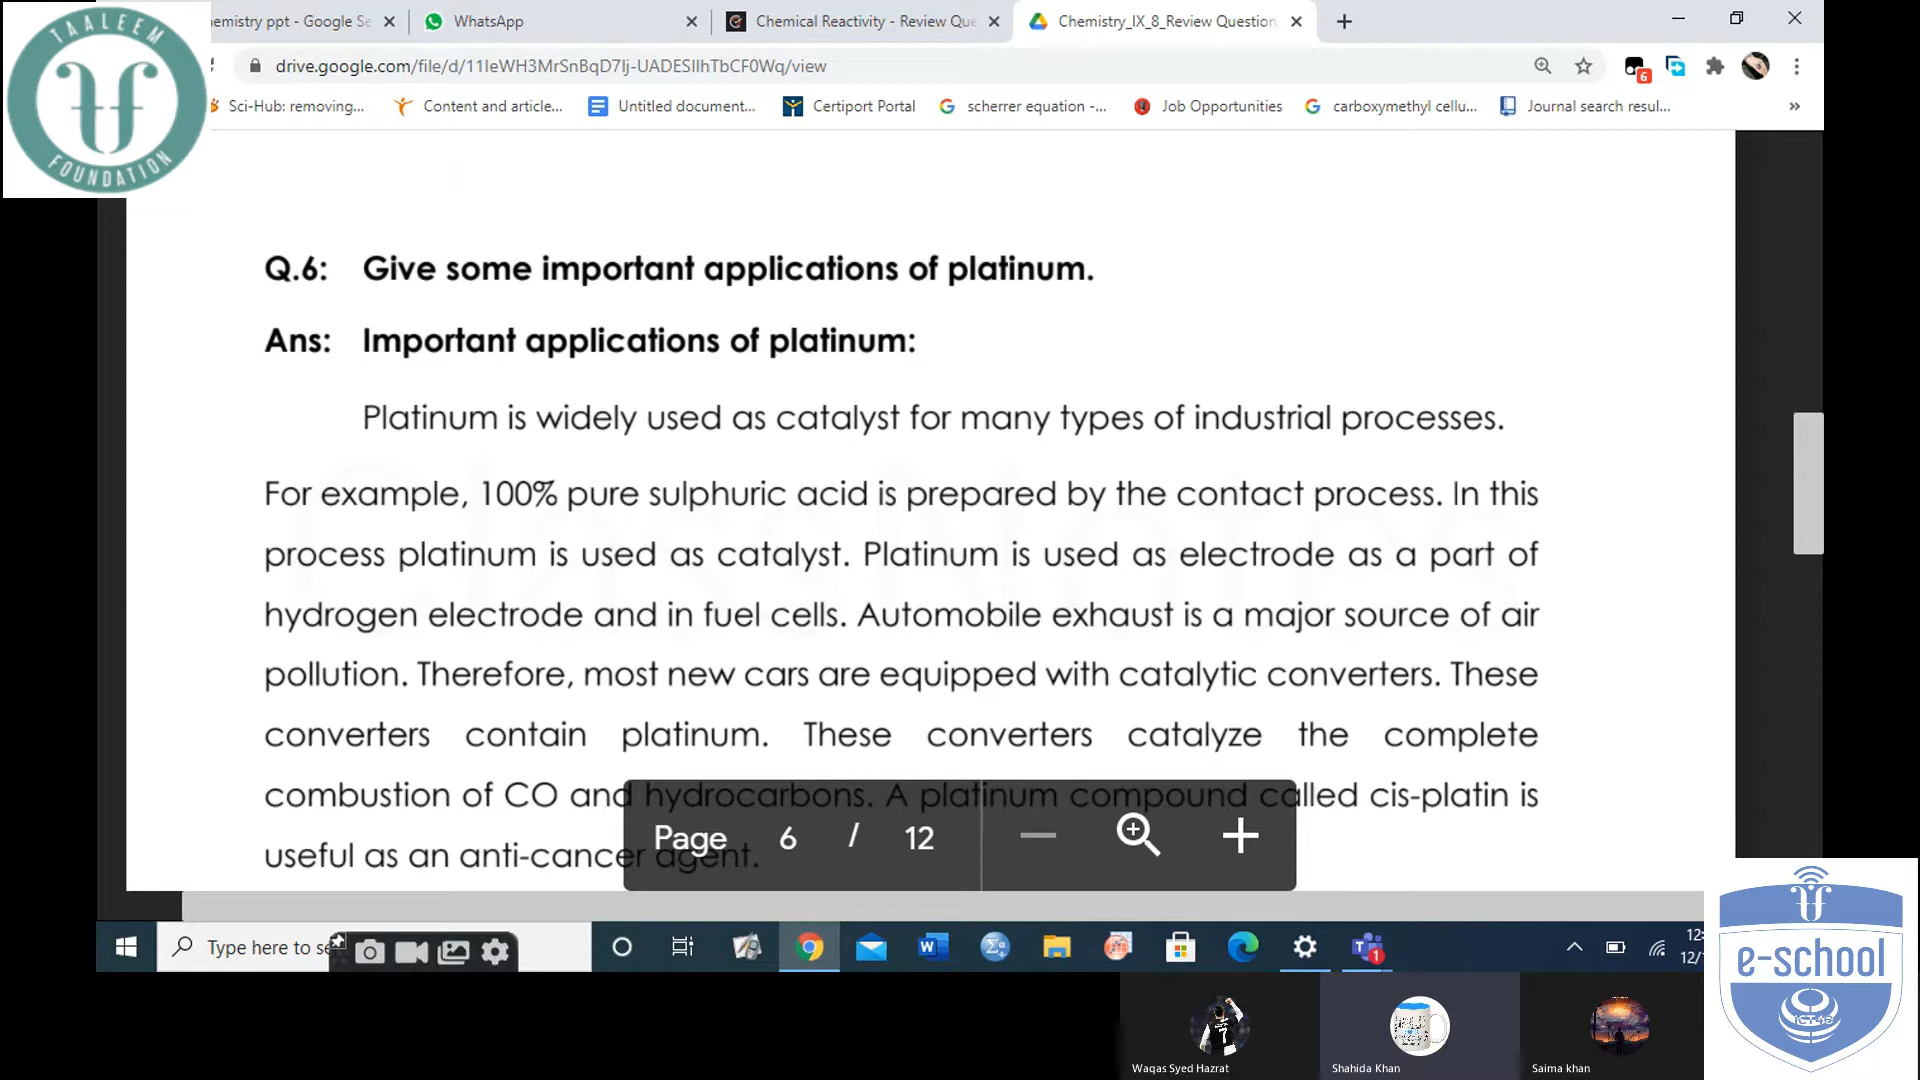 TAALEEM
FOUNDATION
emistry ppt - Google Se
WhatsApp
Chemical Reactivity - Review Que
Chemistry_IX_8_Review Question
drive.google.com/file/d/11IeWH3MrSnBqD7Ij-UADESIIhTbCF0Wq/view
6
Sci-Hub: removing...
Content and article...
Untitled document...
Certiport Portal
scherrer equation -...
Job Opportunities
carboxymethyl cellu...
Journal search resul...
Q.6: Give some important applications of platinum.
Ans: Important applications of platinum:
Platinum is widely used as catalyst for many types of industrial processes.
For example, 100% pure sulphuric acid is prepared by the contact process. In this
process platinum is used as catalyst. Platinum is used as electrode as a part of
hydrogen electrode and in fuel cells. Automobile exhaust is a major source of air
pollution. Therefore, most new cars are equipped with catalytic converters. These
converters contain platinum. These converters catalyze the complete
combustion of CO and hydrocarbons. A platinum compound called cis-platin is
useful as an anti-cancer agent.
Page 6 / 12
Type here to se
1
12:
12/
e-school
ICT4e
Waqas Syed Hazrat
Shahida Khan
Saima khan